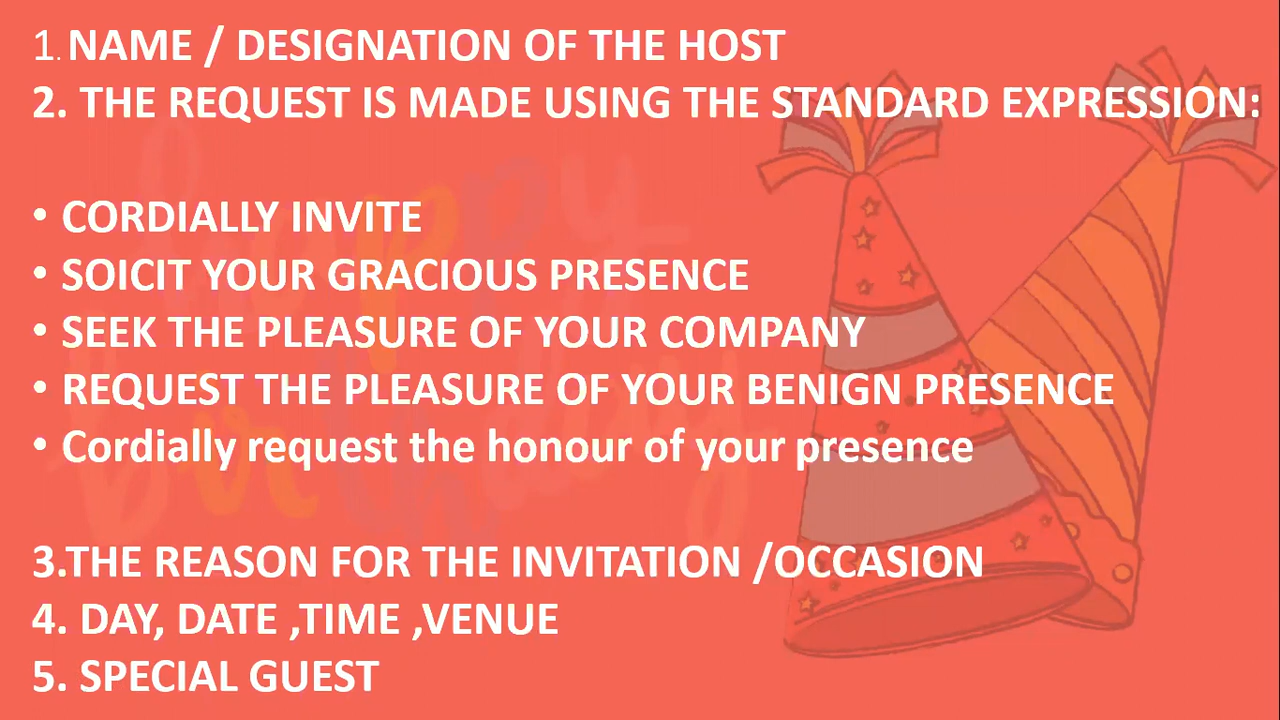 1. NAME / DESIGNATION OF THE HOST
2. THE REQUEST IS MADE USING THE STANDARD EXPRESSION:
• CORDIALLY INVITE
• SOICIT YOUR GRACIOUS PRESENCE
• SEEK THE PLEASURE OF YOUR COMPANY
• REQUEST THE PLEASURE OF YOUR BENIGN PRESENCE
• Cordially request the honour of your presence
3.THE REASON FOR THE INVITATION /OCCASION
4. DAY, DATE ,TIME ,VENUE
5. SPECIAL GUEST
happy
birthday